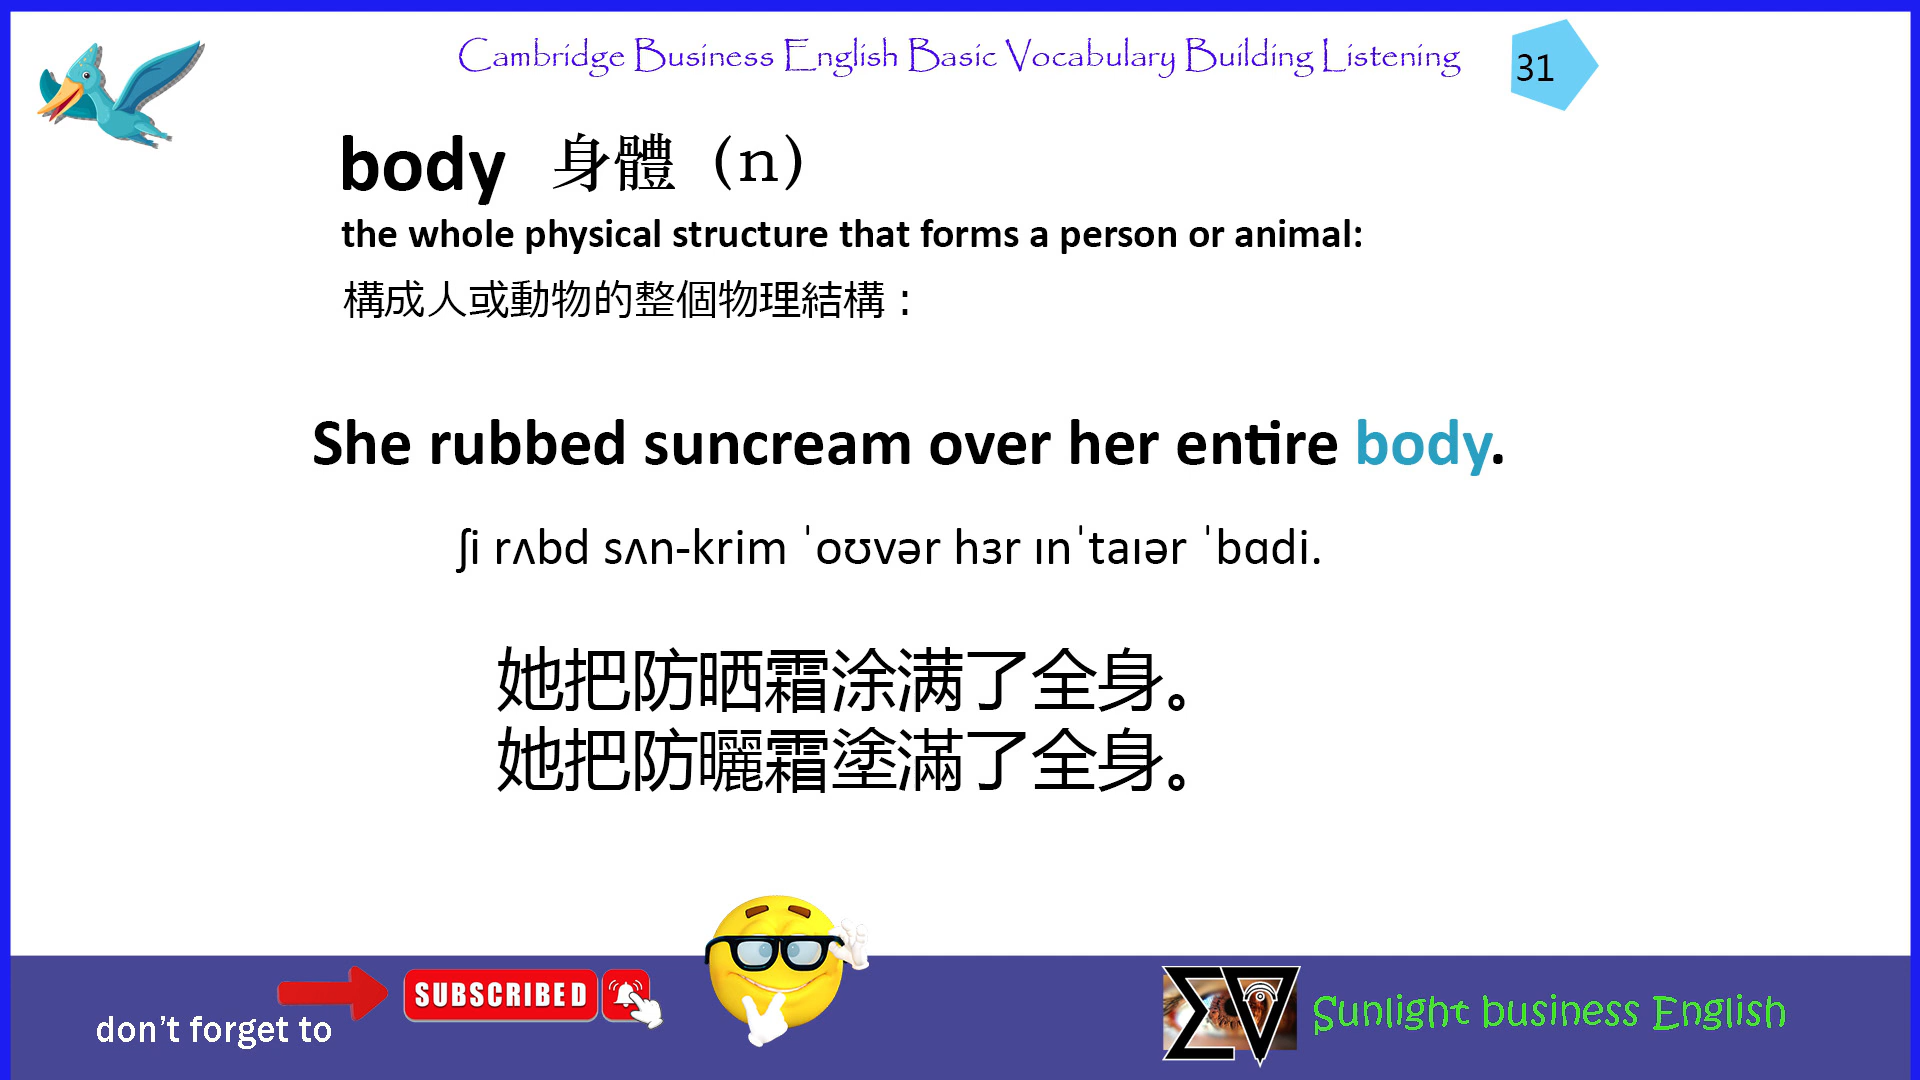 Cambridge Business English Basic Vocabulary Building Listening
31
body 身體 (n)
the whole physical structure that forms a person or animal:
構成人或動物的整個物理結構：
She rubbed suncream over her entire body.
ʃi rʌbd sʌn-krim ˈoʊvər hɜr ɪnˈtaɪər ˈbɑdi.
她把防晒霜涂满了全身。
她把防曬霜塗滿了全身。
don't forget to
SUBSCRIBED
Sunlight business English